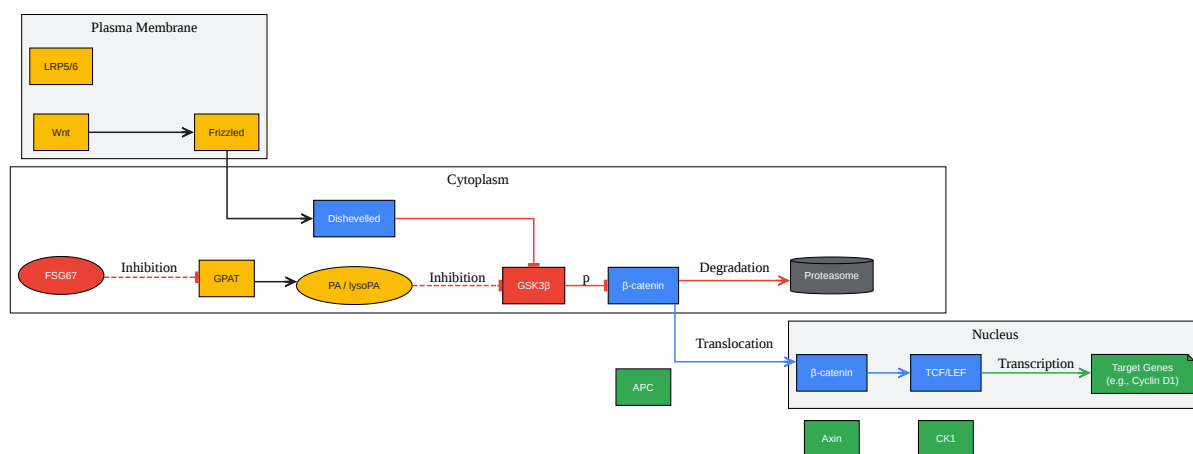 Plasma Membrane
LRP5/6
Wnt
Frizzled
Cytoplasm
Dishevelled
FSG67
Inhibition
GPAT
PA / lysoPA
Inhibition
GSK3β
p
β-catenin
Degradation
Proteasome
Translocation
Nucleus
β-catenin
TCF/LEF
Transcription
Target Genes
(e.g., Cyclin D1)
APC
Axin
CK1